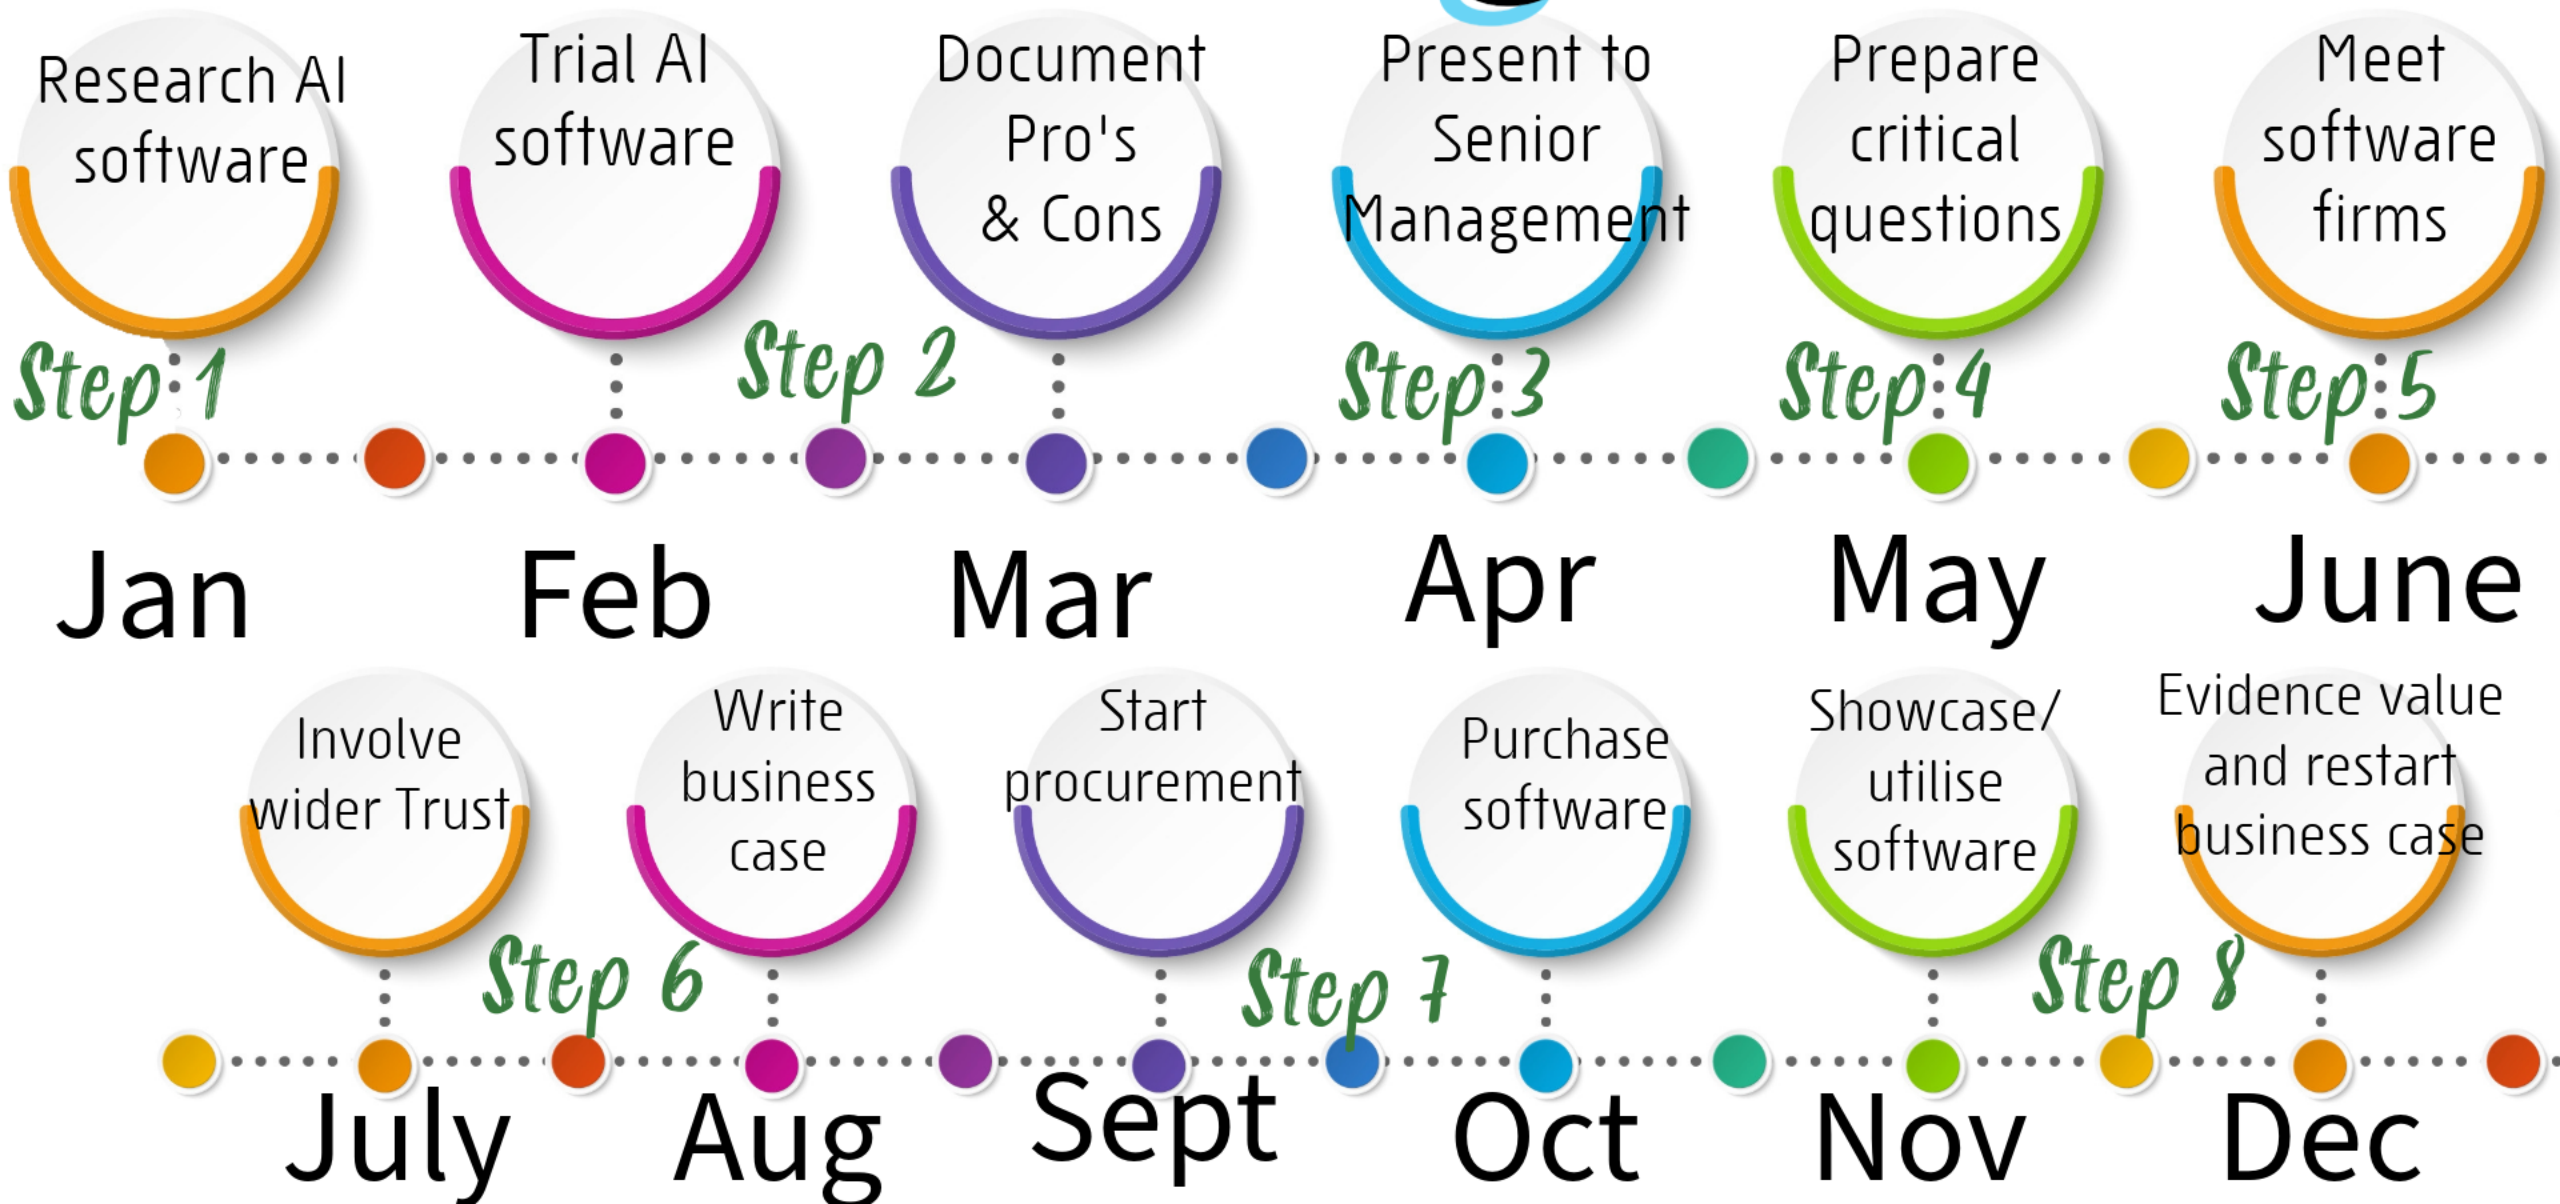 Research AI
software
Trial AI
software
Document
Pro's
& Cons
Present to
Senior
Management
Prepare
critical
questions
Meet
software
firms
Step 1
Step 2
Step 3
Step 4
Step 5
Jan
Feb
Mar
Apr
May
June
Involve
wider Trust
Write
business
case
Start
procurement
Purchase
software
Showcase/
utilise
software
Evidence value
and restart
business case
Step 6
Step 7
Step 8
July
Aug
Sept
Oct
Nov
Dec